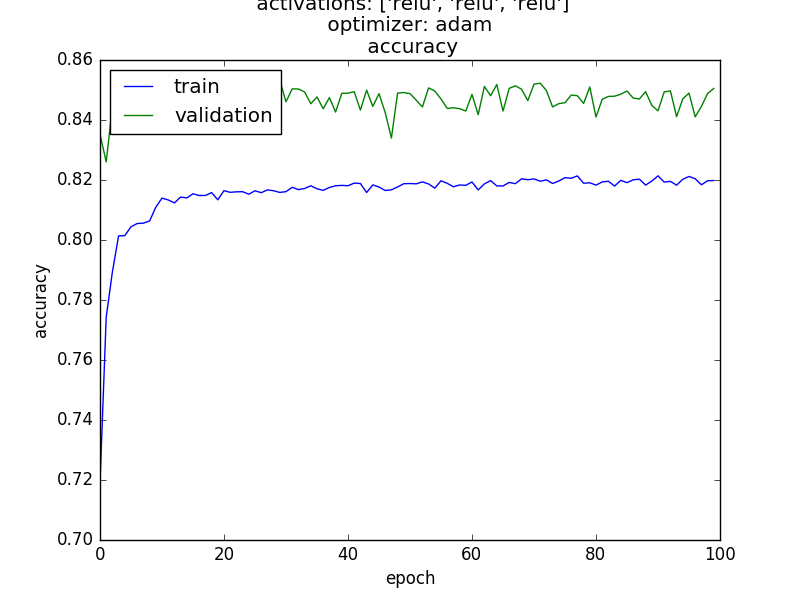 activations: ['relu', 'relu', 'relu']
optimizer: adam
accuracy
0.86
0.84
0.82
0.80
0.78
0.76
0.74
0.72
0.70
train
validation
accuracy
0
20
40
60
80
100
epoch